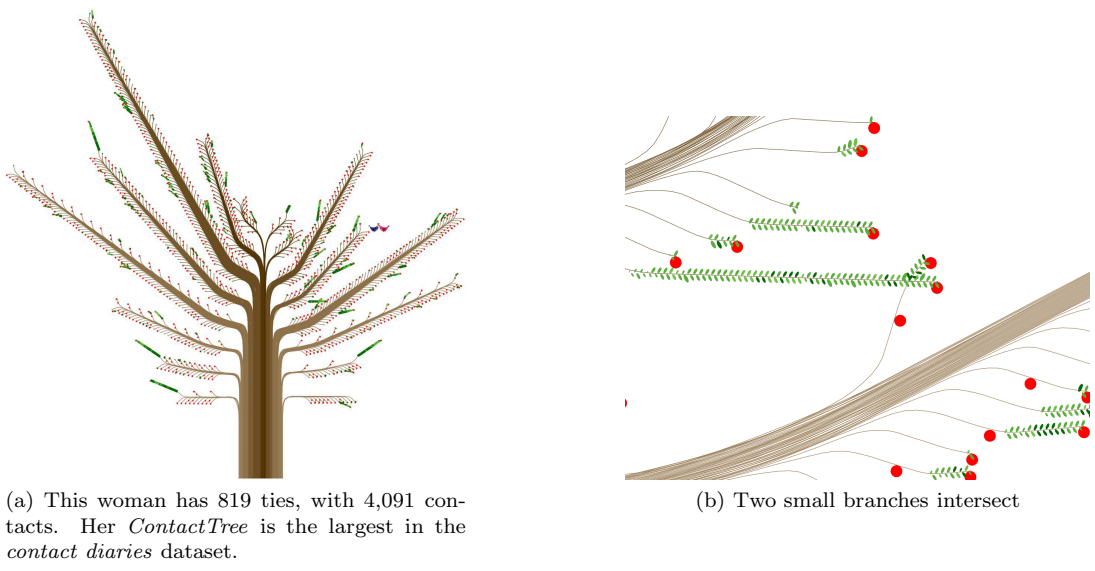 (a) This woman has 819 ties, with 4,091 con-
tacts. Her ContactTree is the largest in the
contact diaries dataset.
(b) Two small branches intersect